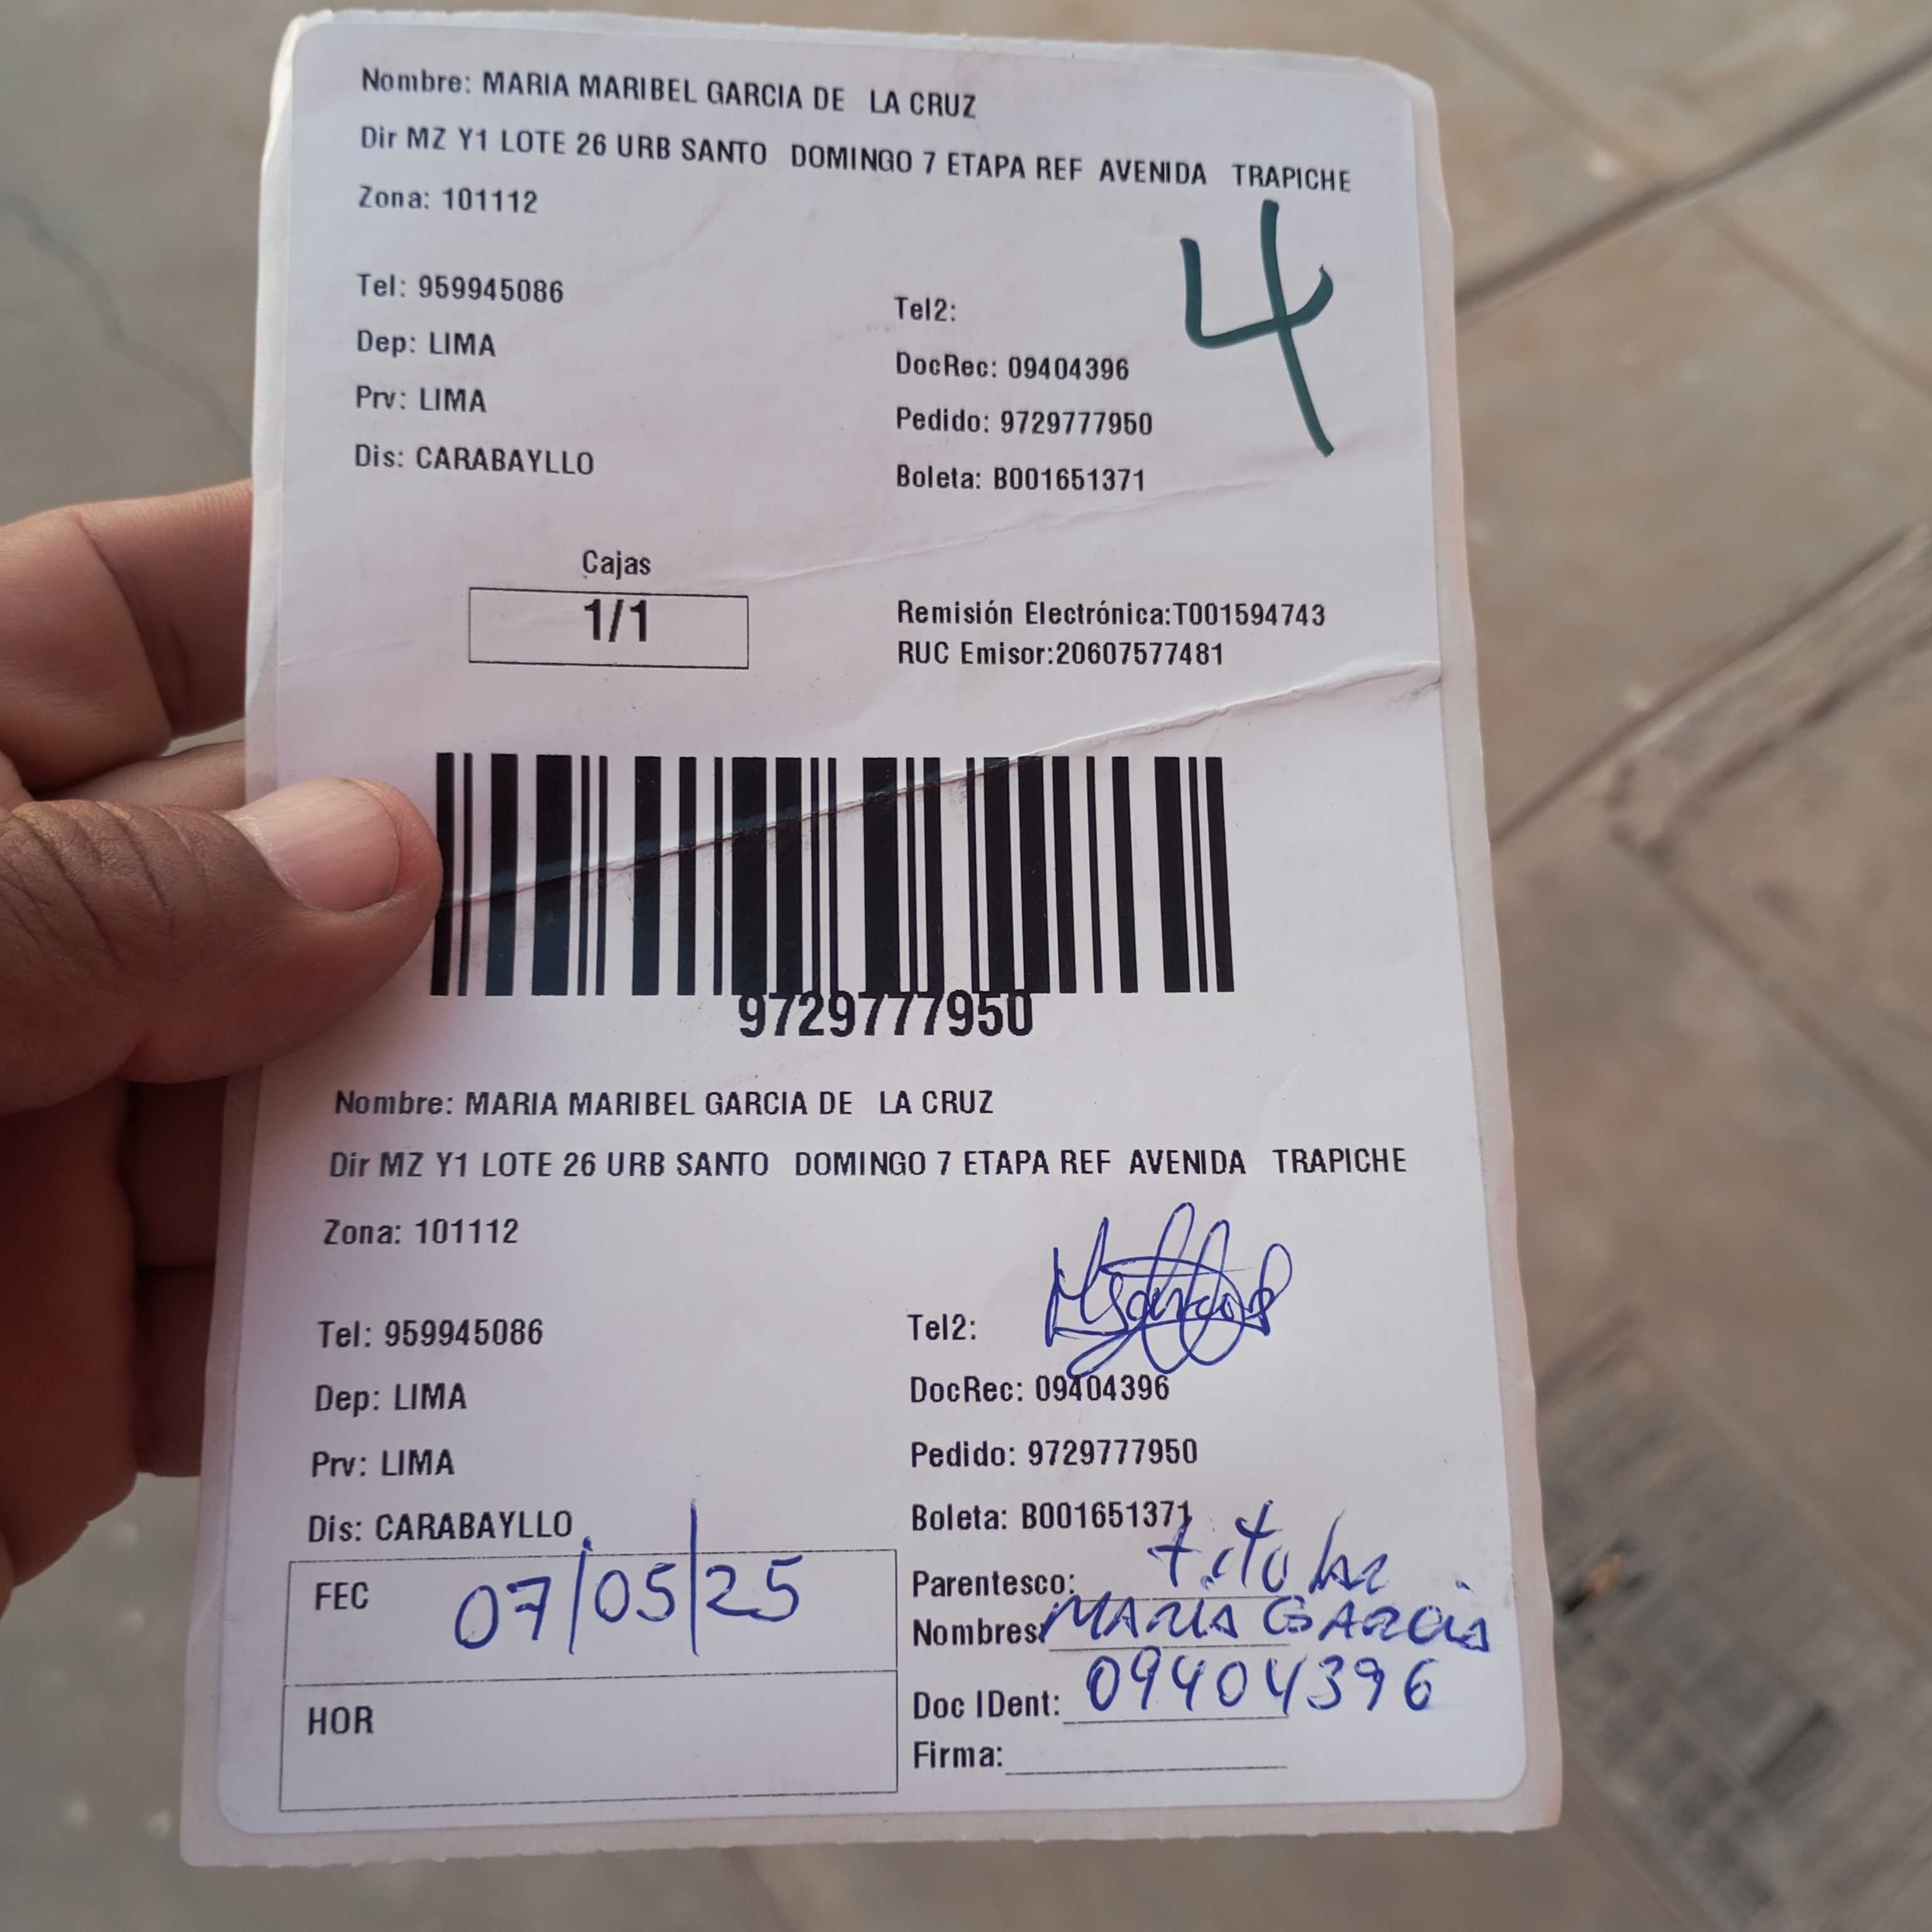 Nombre: MARIA MARIBEL GARCIA DE LA CRUZ
Dir MZ Y1 LOTE 26 URB SANTO DOMINGO 7 ETAPA REF AVENIDA TRAPICHE
Zona: 101112
4
Tel: 959945086
Tel2:
Dep: LIMA
DocRec: 09404396
Prv: LIMA
Pedido: 9729777950
Dis: CARABAYLLO
Boleta: B001651371
Cajas
1/1
Remisión Electrónica:T001594743
RUC Emisor:20607577481
9729777950
Nombre: MARIA MARIBEL GARCIA DE LA CRUZ
Dir MZ Y1 LOTE 26 URB SANTO DOMINGO 7 ETAPA REF AVENIDA TRAPICHE
Zona: 101112
Tel: 959945086
Tel2:
Dep: LIMA
DocRec: 09404396
Prv: LIMA
Pedido: 9729777950
Dis: CARABAYLLO
Boleta: B001651371
FEC 07/05/25
Parentesco: titular
Nombres: MARIA GARCIA
HOR
Doc IDent: 09404396
Firma: